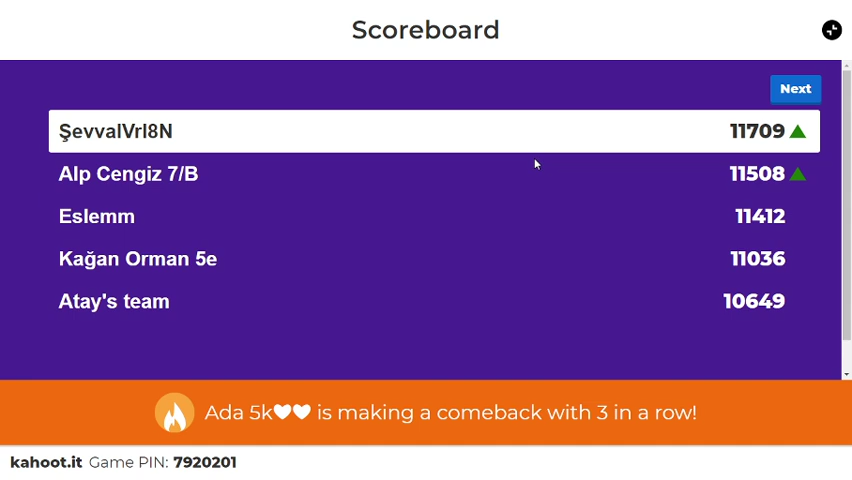 Scoreboard
Next
ŞevvalVrl8N 11709
Alp Cengiz 7/B 11508
Eslemm 11412
Kağan Orman 5e 11036
Atay's team 10649
Ada 5k🤍🤍 is making a comeback with 3 in a row!
kahoot.it Game PIN: 7920201